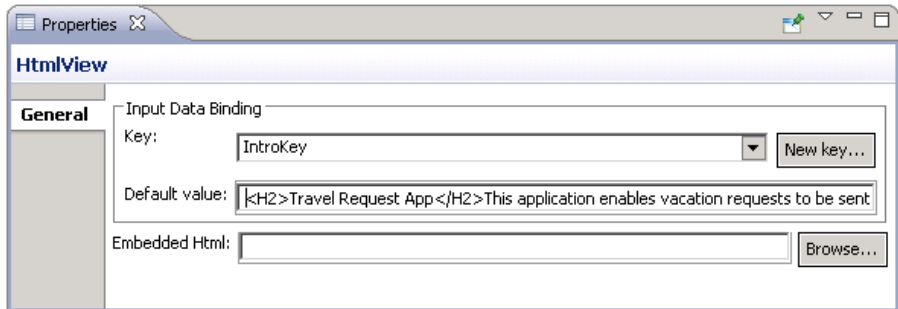 Properties
HtmlView
General
Input Data Binding
Key:
IntroKey
New key...
Default value:
<H2>Travel Request App</H2>This application enables vacation requests to be sent
Embedded Html:
Browse...